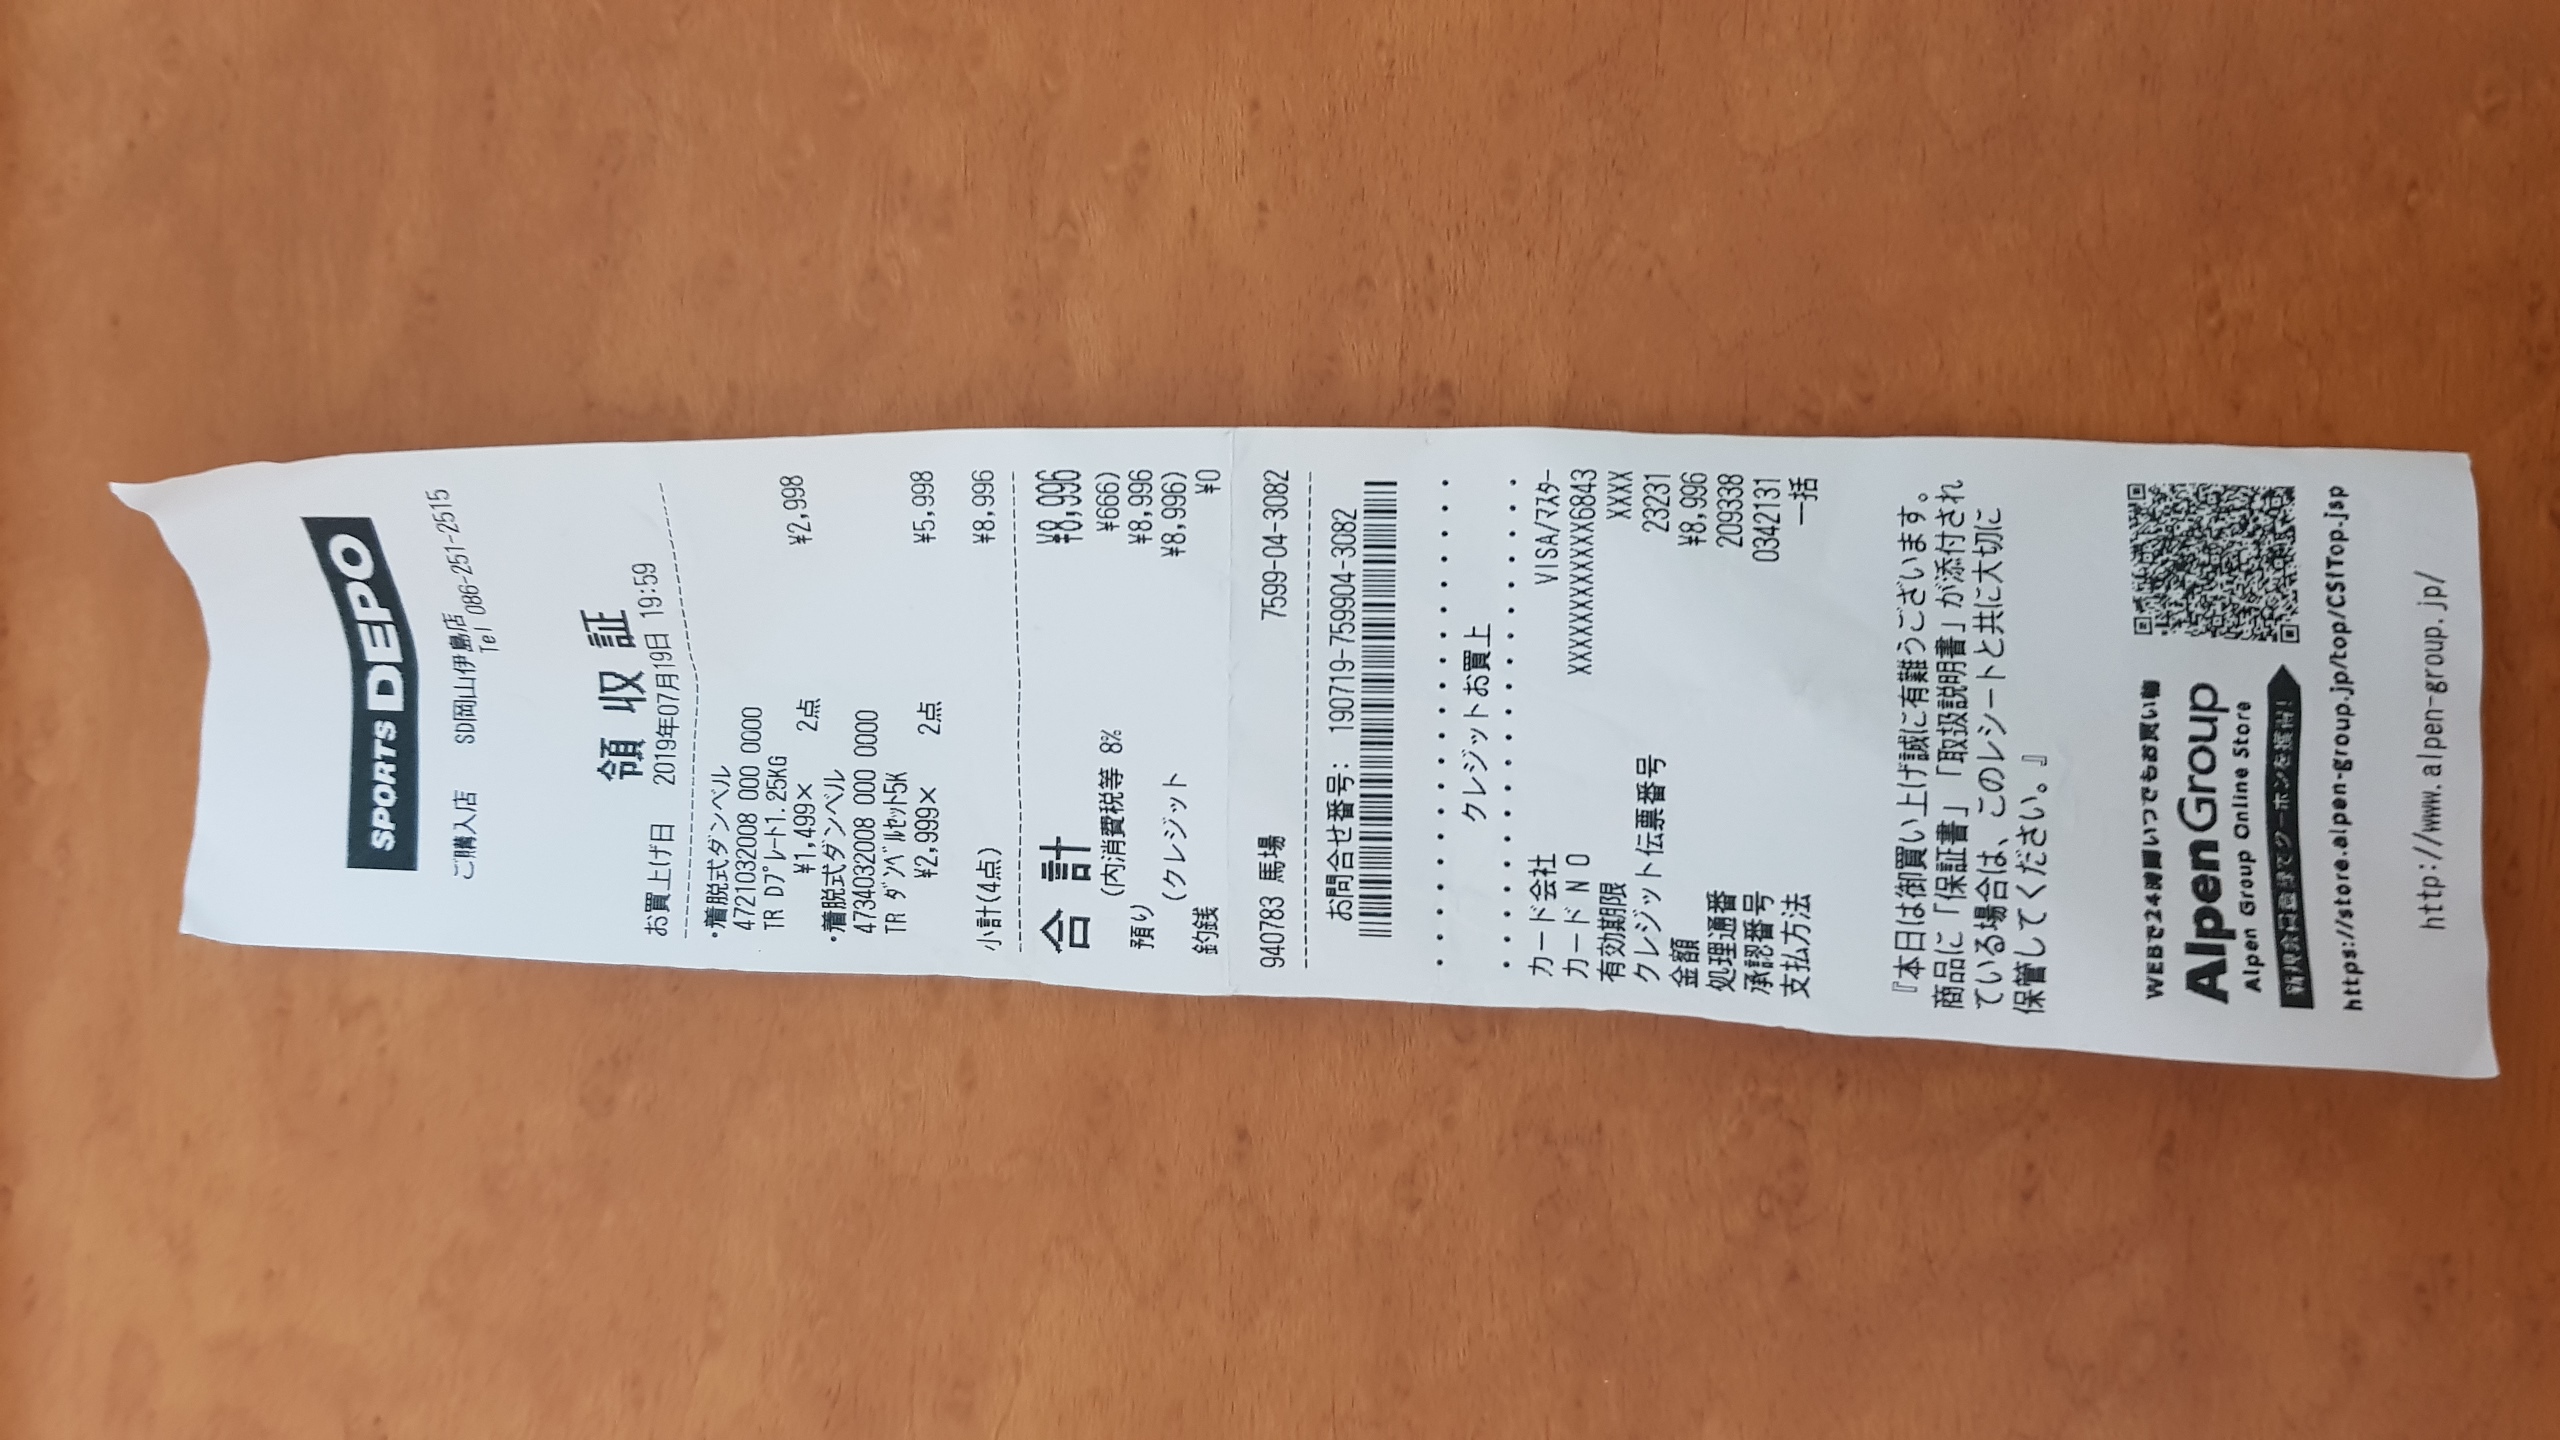 SPORTS DEPO
ご購入店 SD岡山伊島店
Tel 086-251-2515
領収証
お買上げ日 2019年07月19日 19:59
・着脱式ダンベル
4721032008 000 0000
TR Dﾌﾟﾚｰﾄ1.25KG
¥1,499× 2点 ¥2,998
・着脱式ダンベル
4734032008 000 0000
TR ﾀﾞﾝﾍﾞﾙｾｯﾄ5K
¥2,999× 2点 ¥5,998
小計(4点) ¥8,996
合計 ¥8,996
(内消費税等 8% ¥666)
預り ¥8,996
(クレジット ¥8,996)
釣銭 ¥0
940783 馬場 7599-04-3082
お問合せ番号: 190719-759904-3082
クレジットお買上
カード会社 VISA/ﾏｽﾀｰ
カードNO XXXXXXXXXXXX6843
有効期限 XXXX
クレジット伝票番号 23231
金額 ¥8,996
処理通番 209338
承認番号 0342131
支払方法 一括
『本日は御買い上げ誠に有難うございます。
商品に「保証書」「取扱説明書」が添付され
ている場合は、このレシートと共に大切に
保管してください。』
WEBで24時間いつでもお買い物
AlpenGroup
Alpen Group Online Store
新規会員登録でクーポンを獲得!
https://store.alpen-group.jp/top/CSfTop.jsp
http://www.alpen-group.jp/